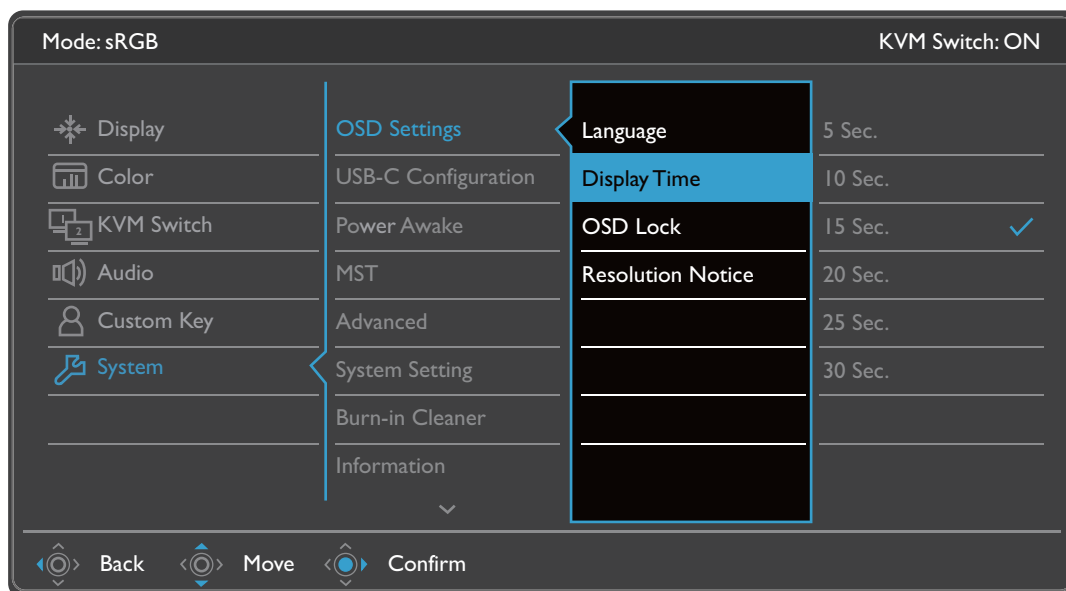 Mode: sRGB
KVM Switch: ON
Display
Color
1
2
KVM Switch
Audio
Custom Key
System
OSD Settings
USB-C Configuration
Power Awake
MST
Advanced
System Setting
Burn-in Cleaner
Information
Language
Display Time
OSD Lock
Resolution Notice
5 Sec.
10 Sec.
15 Sec.
20 Sec.
25 Sec.
30 Sec.
Back
Move
Confirm